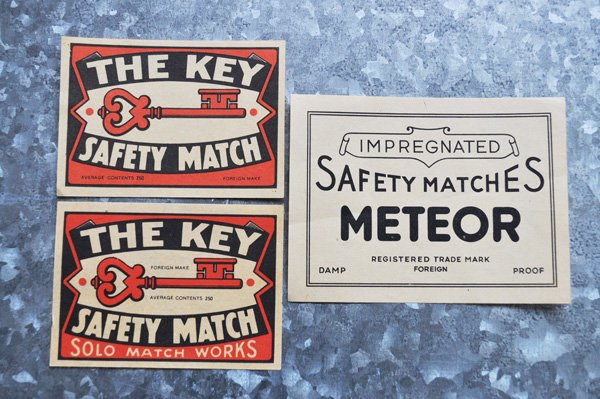 THE KEY
SAFETY MATCH
AVERAGE CONTENTS 250 FOREIGN MAKE
THE KEY
FOREIGN MAKE
AVERAGE CONTENTS 250
SAFETY MATCH
SOLO MATCH WORKS
IMPREGNATED
SAFETY MATCHES
METEOR
REGISTERED TRADE MARK
FOREIGN
DAMP PROOF